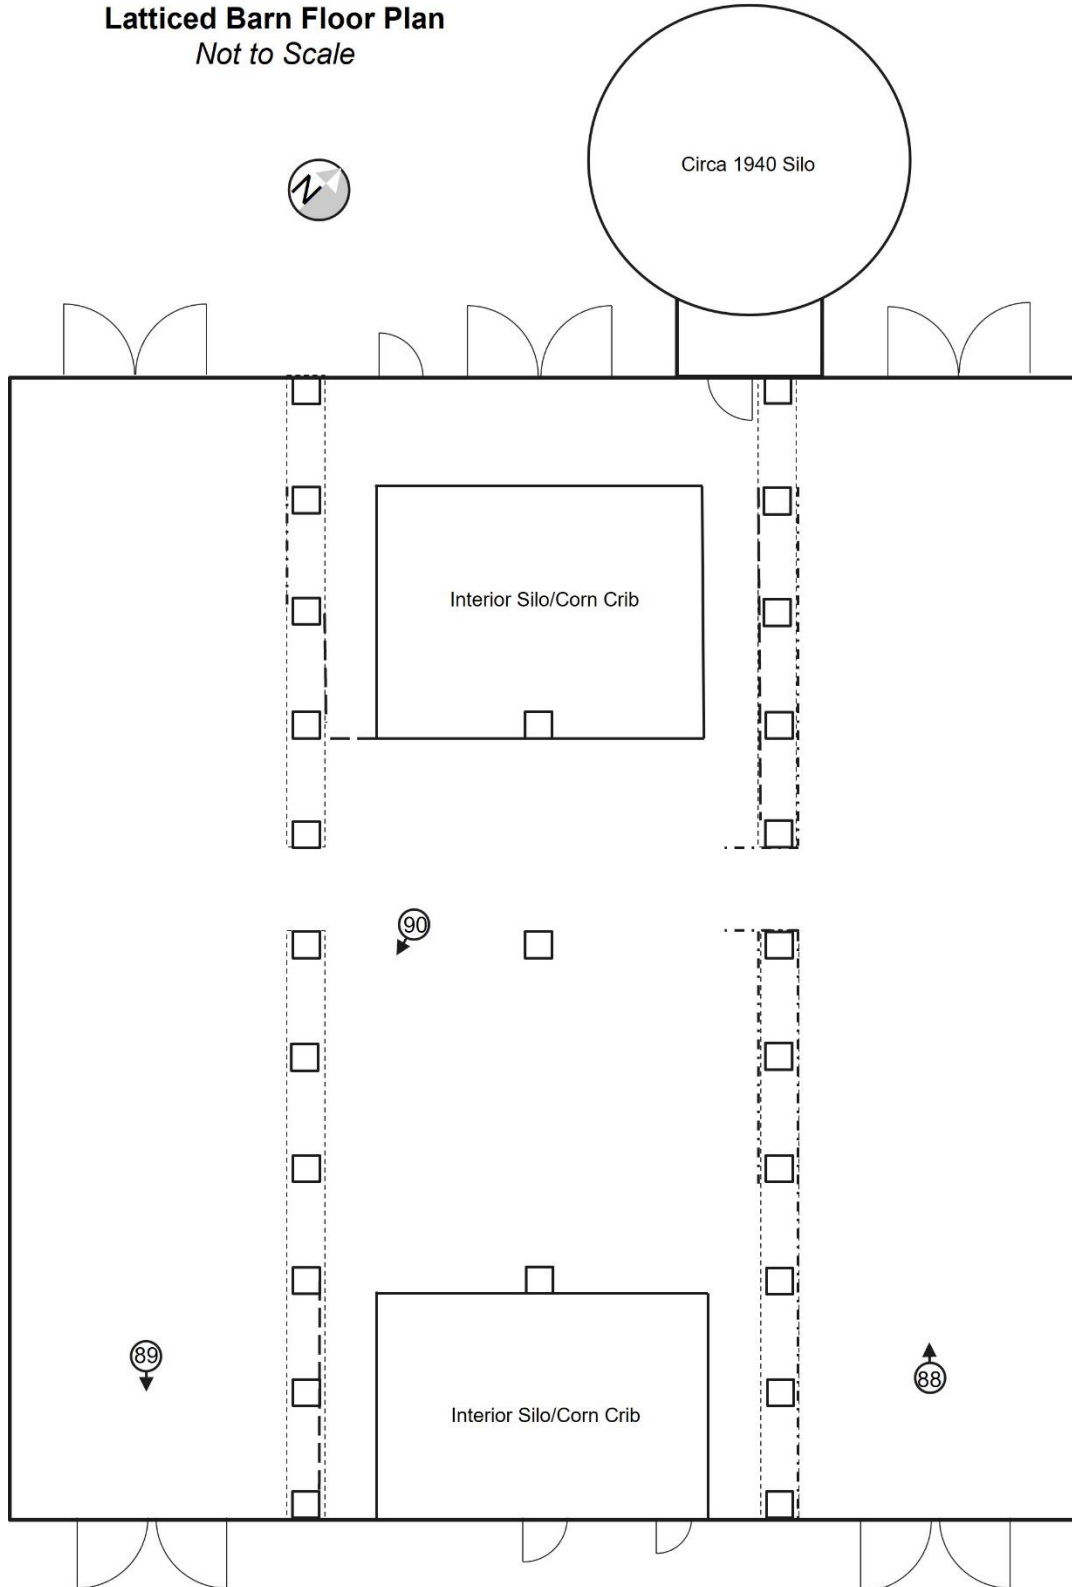 Latticed Barn Floor Plan
Not to Scale
Circa 1940 Silo
N
Interior Silo/Corn Crib
90
89
88
Interior Silo/Corn Crib